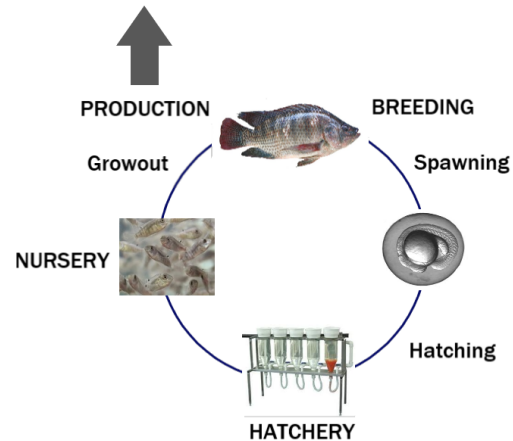 PRODUCTION
BREEDING
Growout
Spawning
NURSERY
Hatching
HATCHERY